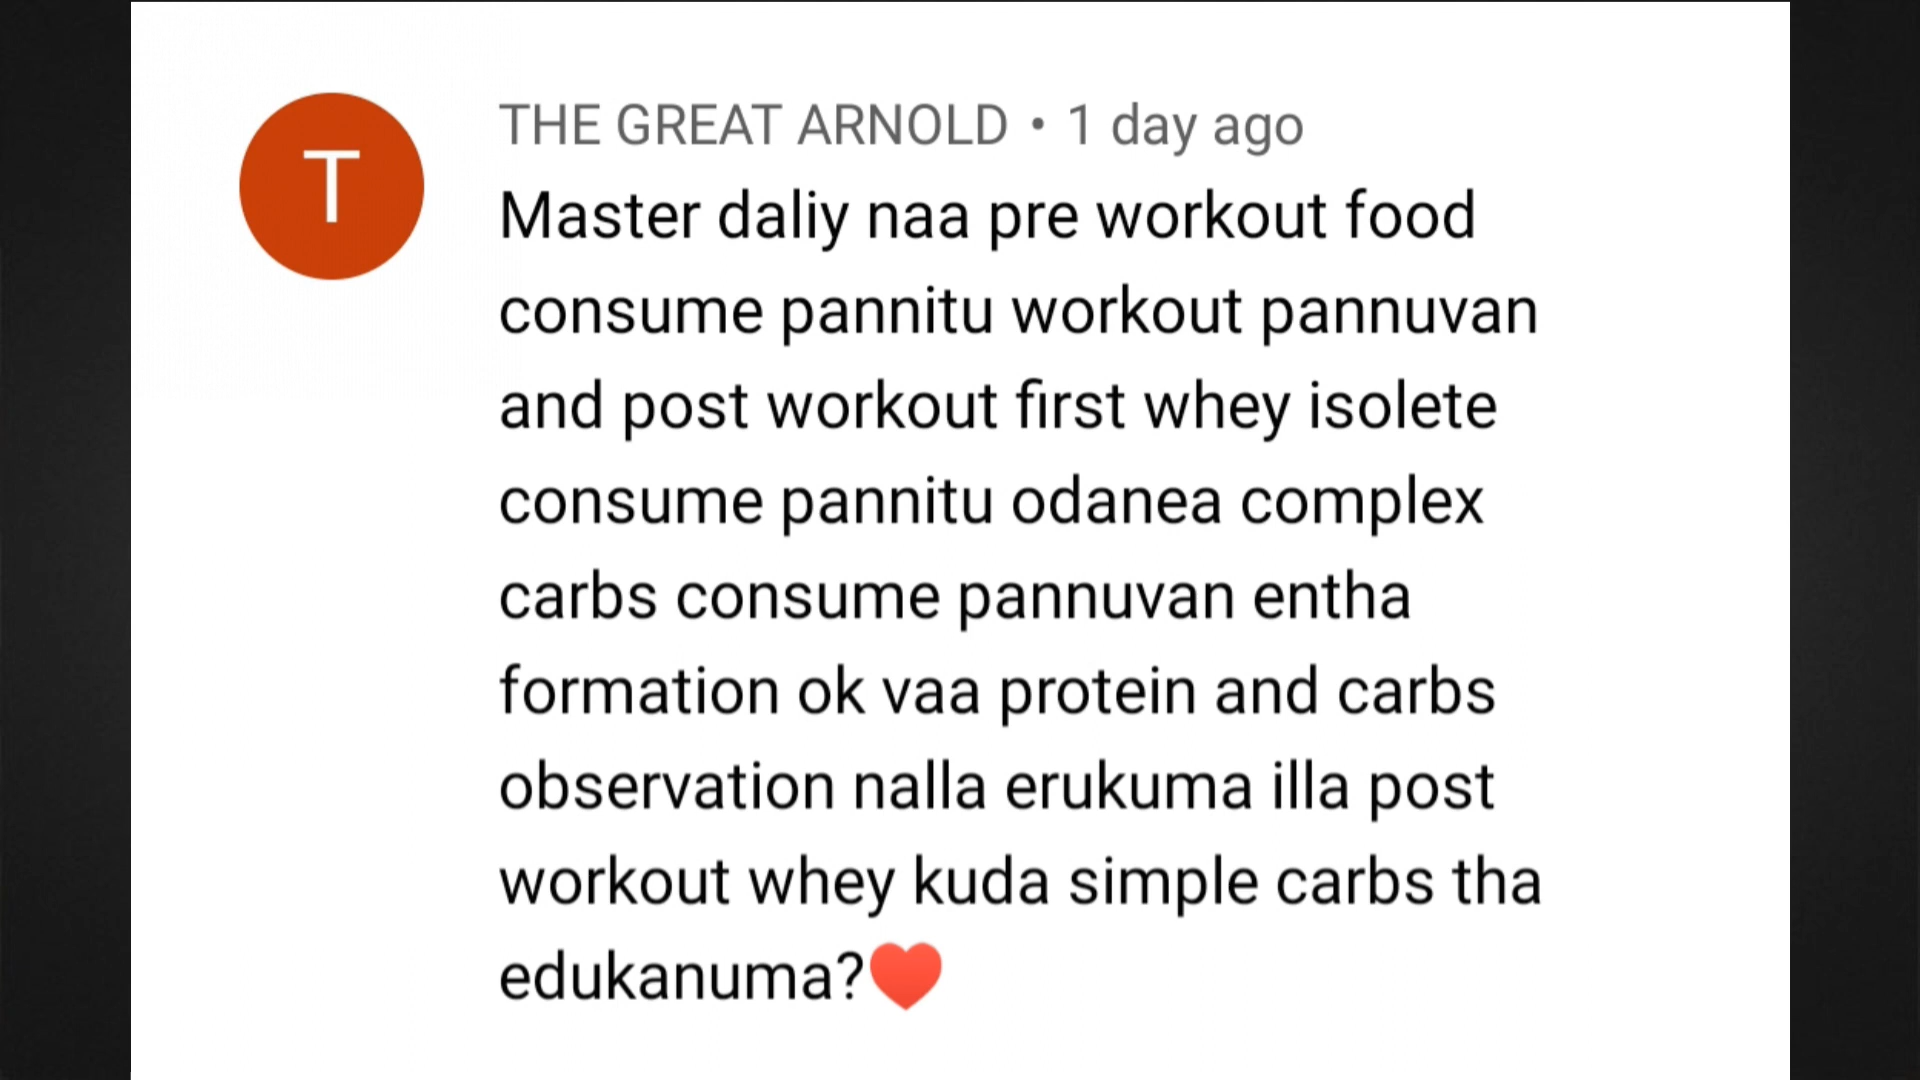 T
THE GREAT ARNOLD • 1 day ago
Master daliy naa pre workout food
consume pannitu workout pannuvan
and post workout first whey isolete
consume pannitu odanea complex
carbs consume pannuvan entha
formation ok vaa protein and carbs
observation nalla erukuma illa post
workout whey kuda simple carbs tha
edukanuma?❤️